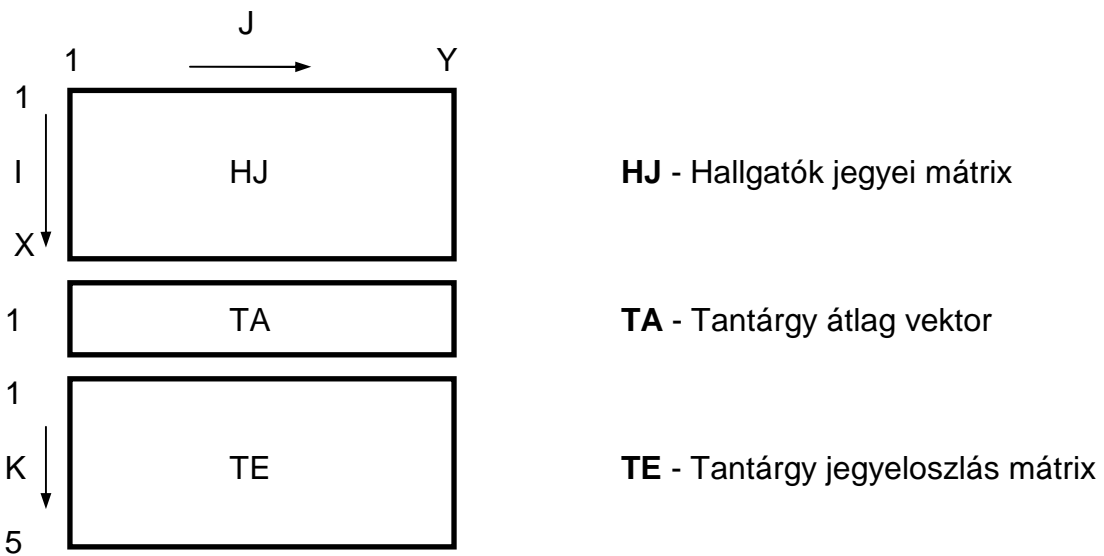 J
1 Y
1
I HJ HJ - Hallgatók jegyei mátrix
X
1 TA TA - Tantárgy átlag vektor
1
K TE TE - Tantárgy jegyeloszlás mátrix
5